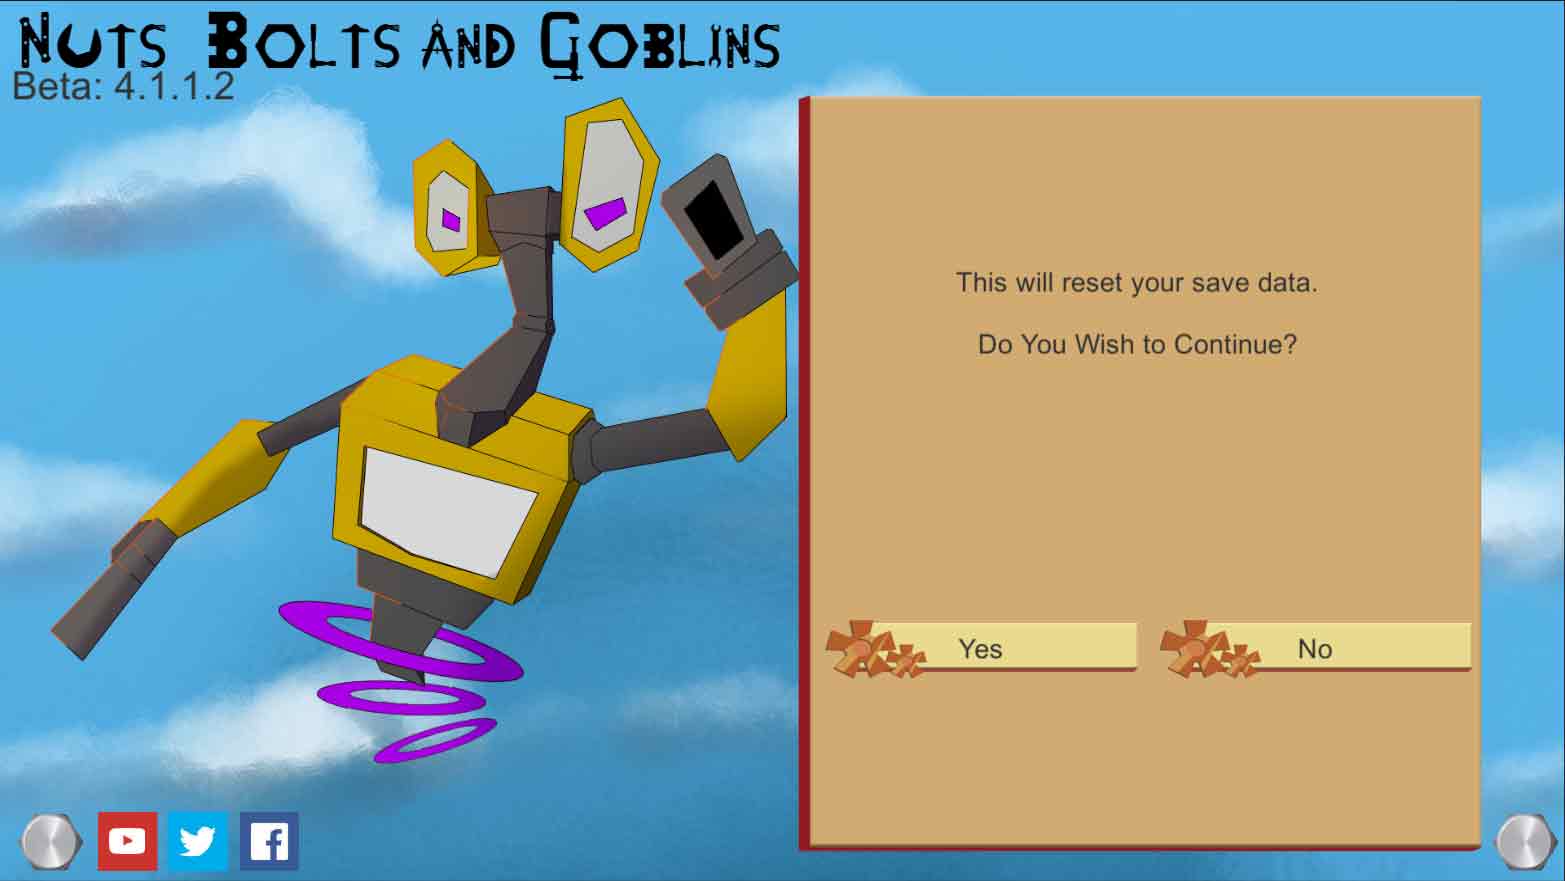 Nuts Bolts and Goblins
Beta: 4.1.1.2
This will reset your save data.
Do You Wish to Continue?
Yes
No